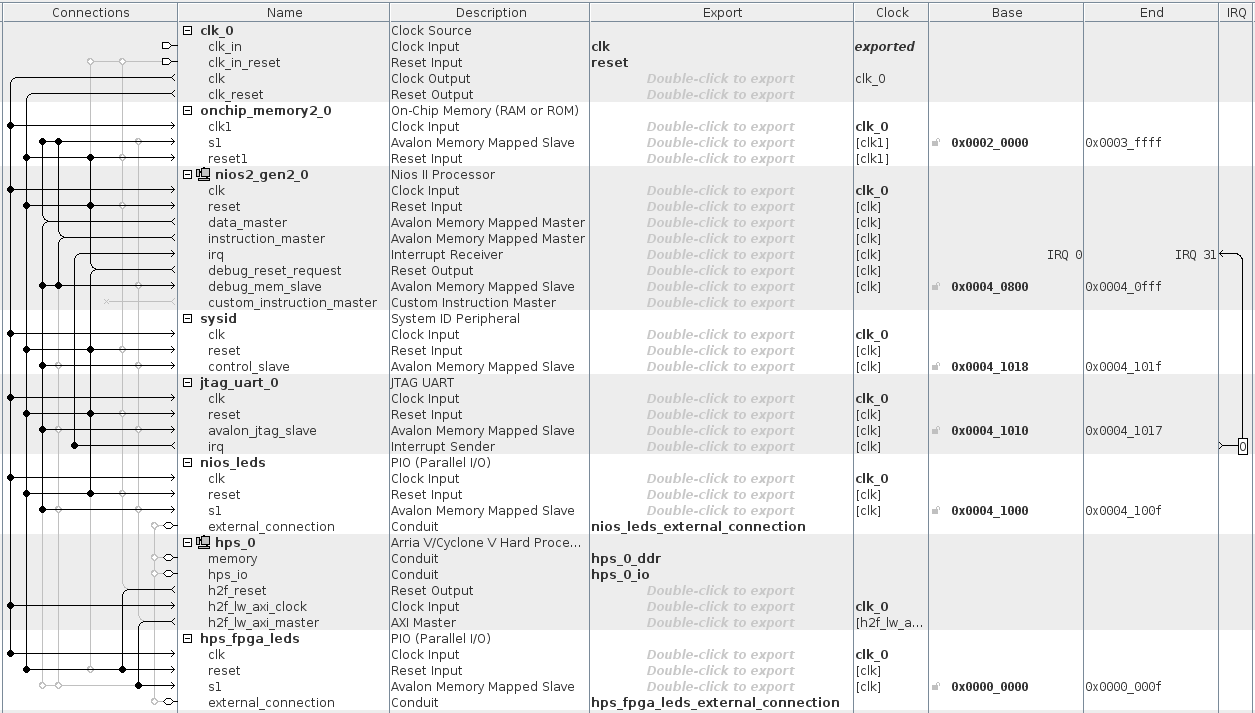 Connections Name Description Export Clock Base End IRQ
clk_0 Clock Source
clk_in Clock Input clk exported
clk_in_reset Reset Input reset
clk Clock Output Double-click to export clk_0
clk_reset Reset Output Double-click to export
onchip_memory2_0 On-Chip Memory (RAM or ROM)
clk1 Clock Input Double-click to export clk_0
s1 Avalon Memory Mapped Slave Double-click to export [clk1] 0x0002_0000 0x0003_ffff
reset1 Reset Input Double-click to export [clk1]
nios2_gen2_0 Nios II Processor
clk Clock Input Double-click to export clk_0
reset Reset Input Double-click to export [clk]
data_master Avalon Memory Mapped Master Double-click to export [clk]
instruction_master Avalon Memory Mapped Master Double-click to export [clk]
irq Interrupt Receiver Double-click to export [clk] IRQ 0 IRQ 31
debug_reset_request Reset Output Double-click to export [clk]
debug_mem_slave Avalon Memory Mapped Slave Double-click to export [clk] 0x0004_0800 0x0004_0fff
custom_instruction_master Custom Instruction Master Double-click to export
sysid System ID Peripheral
clk Clock Input Double-click to export clk_0
reset Reset Input Double-click to export [clk]
control_slave Avalon Memory Mapped Slave Double-click to export [clk] 0x0004_1018 0x0004_101f
jtag_uart_0 JTAG UART
clk Clock Input Double-click to export clk_0
reset Reset Input Double-click to export [clk]
avalon_jtag_slave Avalon Memory Mapped Slave Double-click to export [clk] 0x0004_1010 0x0004_1017
irq Interrupt Sender Double-click to export [clk] 0
nios_leds PIO (Parallel I/O)
clk Clock Input Double-click to export clk_0
reset Reset Input Double-click to export [clk]
s1 Avalon Memory Mapped Slave Double-click to export [clk] 0x0004_1000 0x0004_100f
external_connection Conduit nios_leds_external_connection
hps_0 Arria V/Cyclone V Hard Proce...
memory Conduit hps_0_ddr
hps_io Conduit hps_0_io
h2f_reset Reset Output Double-click to export
h2f_lw_axi_clock Clock Input Double-click to export clk_0
h2f_lw_axi_master AXI Master Double-click to export [h2f_lw_a...
hps_fpga_leds PIO (Parallel I/O)
clk Clock Input Double-click to export clk_0
reset Reset Input Double-click to export [clk]
s1 Avalon Memory Mapped Slave Double-click to export [clk] 0x0000_0000 0x0000_000f
external_connection Conduit hps_fpga_leds_external_connection